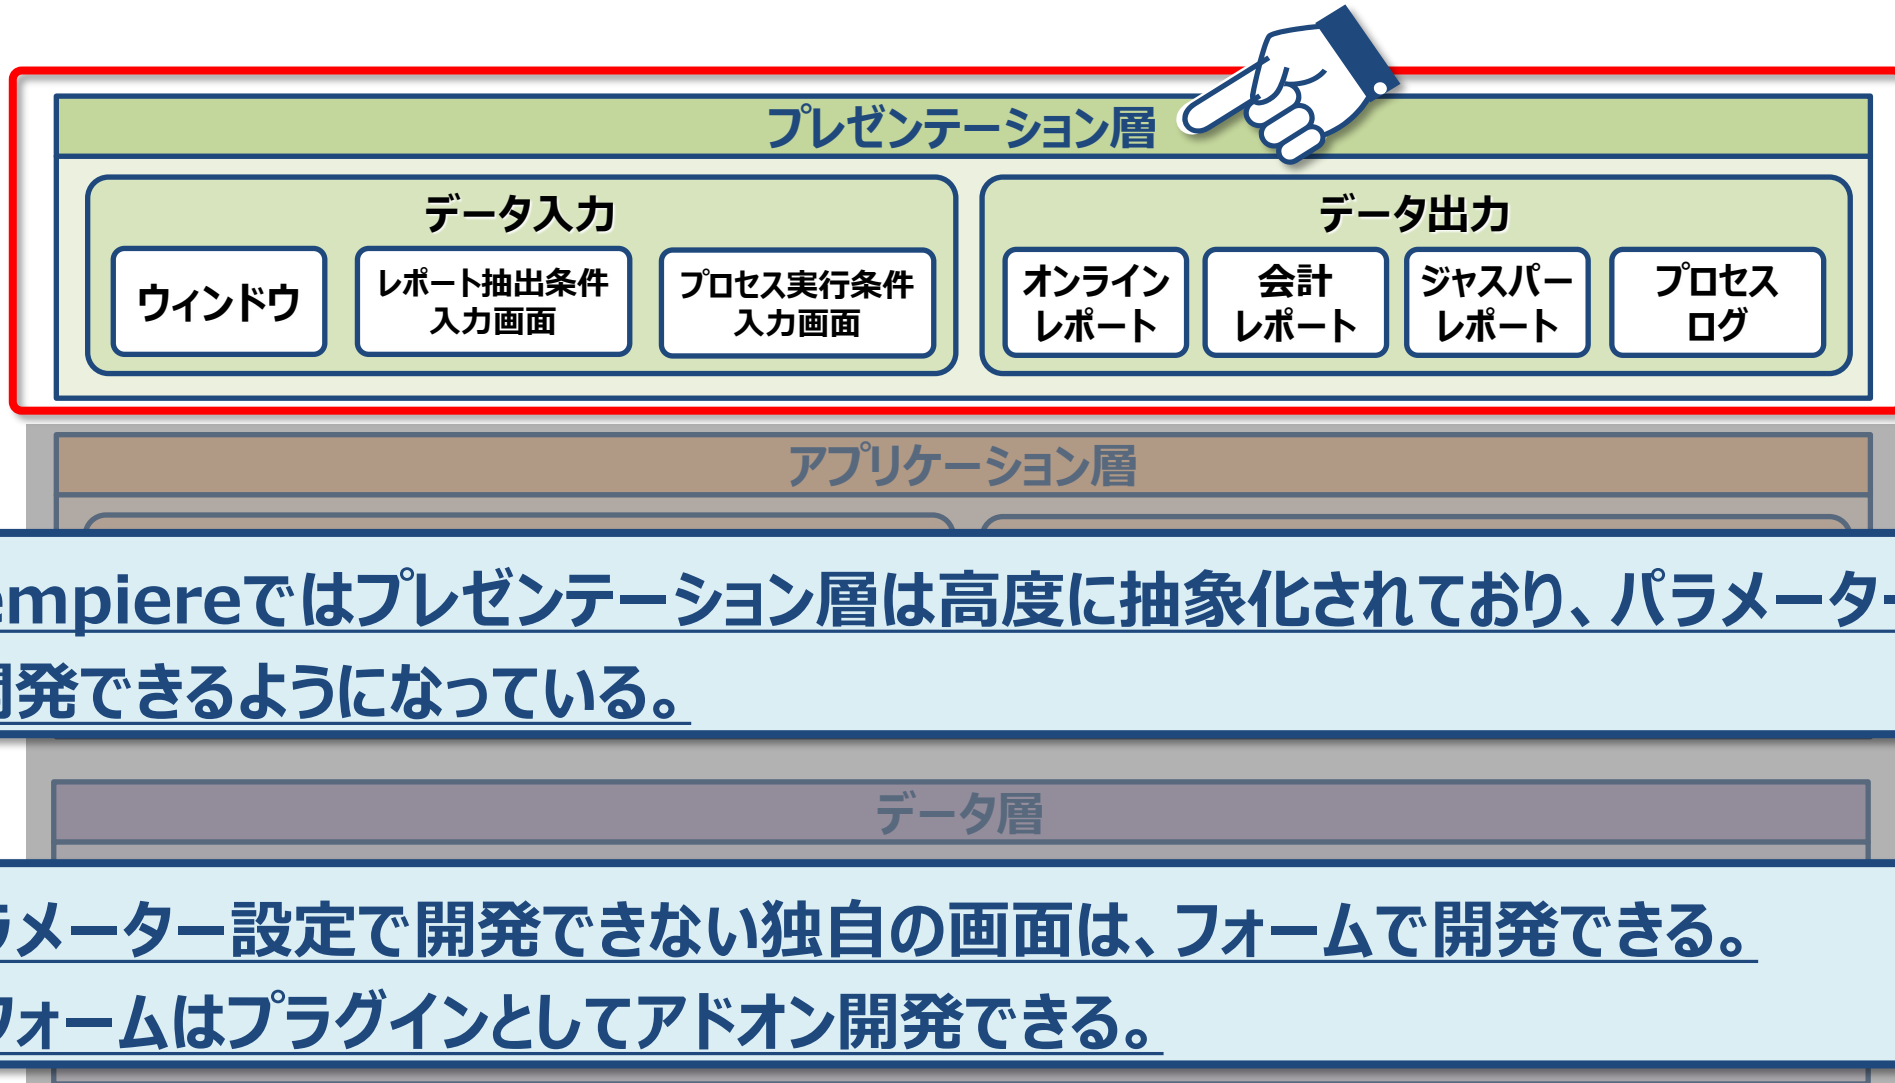 プレゼンテーション層
データ入力
ウィンドウ
レポート抽出条件
入力画面
プロセス実行条件
入力画面
データ出力
オンライン
レポート
会計
レポート
ジャスパー
レポート
プロセス
ログ
アプリケーション層
empiereではプレゼンテーション層は高度に抽象化されており、パラメーター
開発できるようになっている。
データ層
ラメーター設定で開発できない独自の画面は、フォームで開発できる。
フォームはプラグインとしてアドオン開発できる。